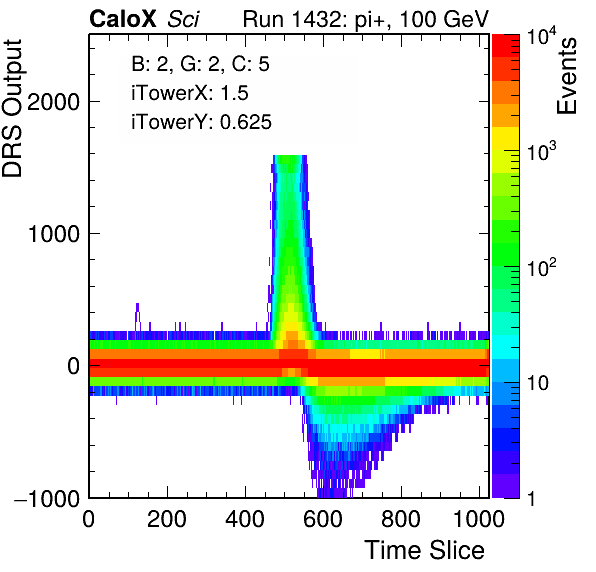 CaloX Sci Run 1432: pi+, 100 GeV
B: 2, G: 2, C: 5
iTowerX: 1.5
iTowerY: 0.625
DRS Output
2000
1000
0
−1000
0 200 400 600 800 1000
Time Slice
Events
10^4
10^3
10^2
10
1